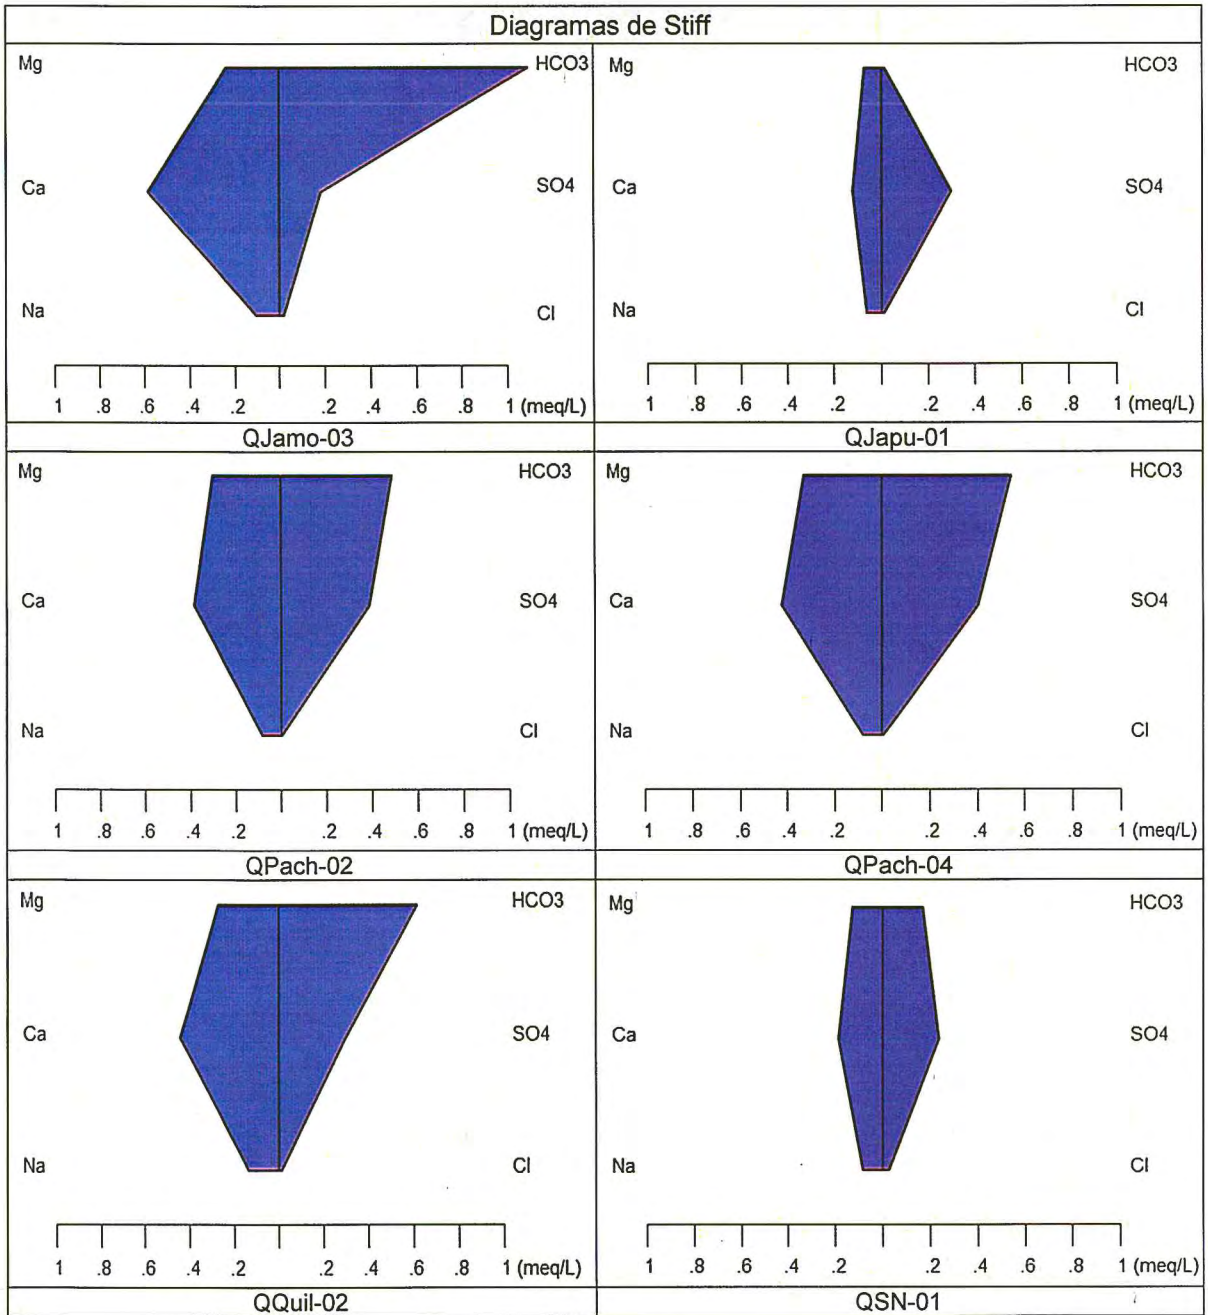 Diagramas de Stiff
Mg HCO3
Ca SO4
Na Cl
1 .8 .6 .4 .2 .2 .4 .6 .8 1 (meq/L)
QJamo-03
Mg HCO3
Ca SO4
Na Cl
1 .8 .6 .4 .2 .2 .4 .6 .8 1 (meq/L)
QJapu-01
Mg HCO3
Ca SO4
Na Cl
1 .8 .6 .4 .2 .2 .4 .6 .8 1 (meq/L)
QPach-02
Mg HCO3
Ca SO4
Na Cl
1 .8 .6 .4 .2 .2 .4 .6 .8 1 (meq/L)
QPach-04
Mg HCO3
Ca SO4
Na Cl
1 .8 .6 .4 .2 .2 .4 .6 .8 1 (meq/L)
QQuil-02
Mg HCO3
Ca SO4
Na Cl
1 .8 .6 .4 .2 .2 .4 .6 .8 1 (meq/L)
QSN-01